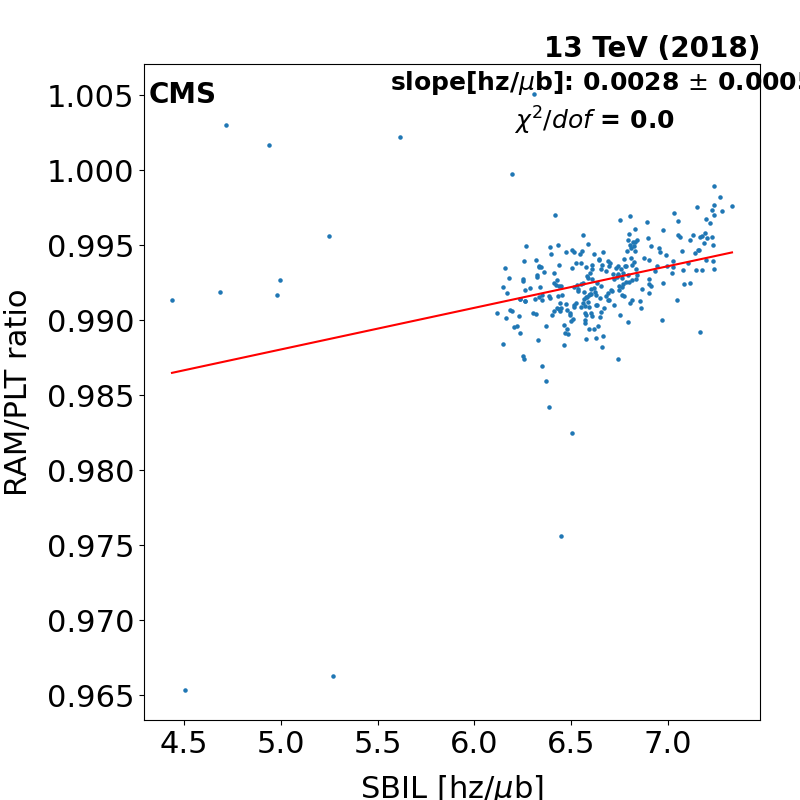 13 TeV (2018)
CMS
slope[hz/μb]: 0.0028 ± 0.0005
χ²/dof = 0.0
1.005
1.000
0.995
0.990
0.985
0.980
0.975
0.970
0.965
RAM/PLT ratio
4.5 5.0 5.5 6.0 6.5 7.0
SBIL [hz/μb]